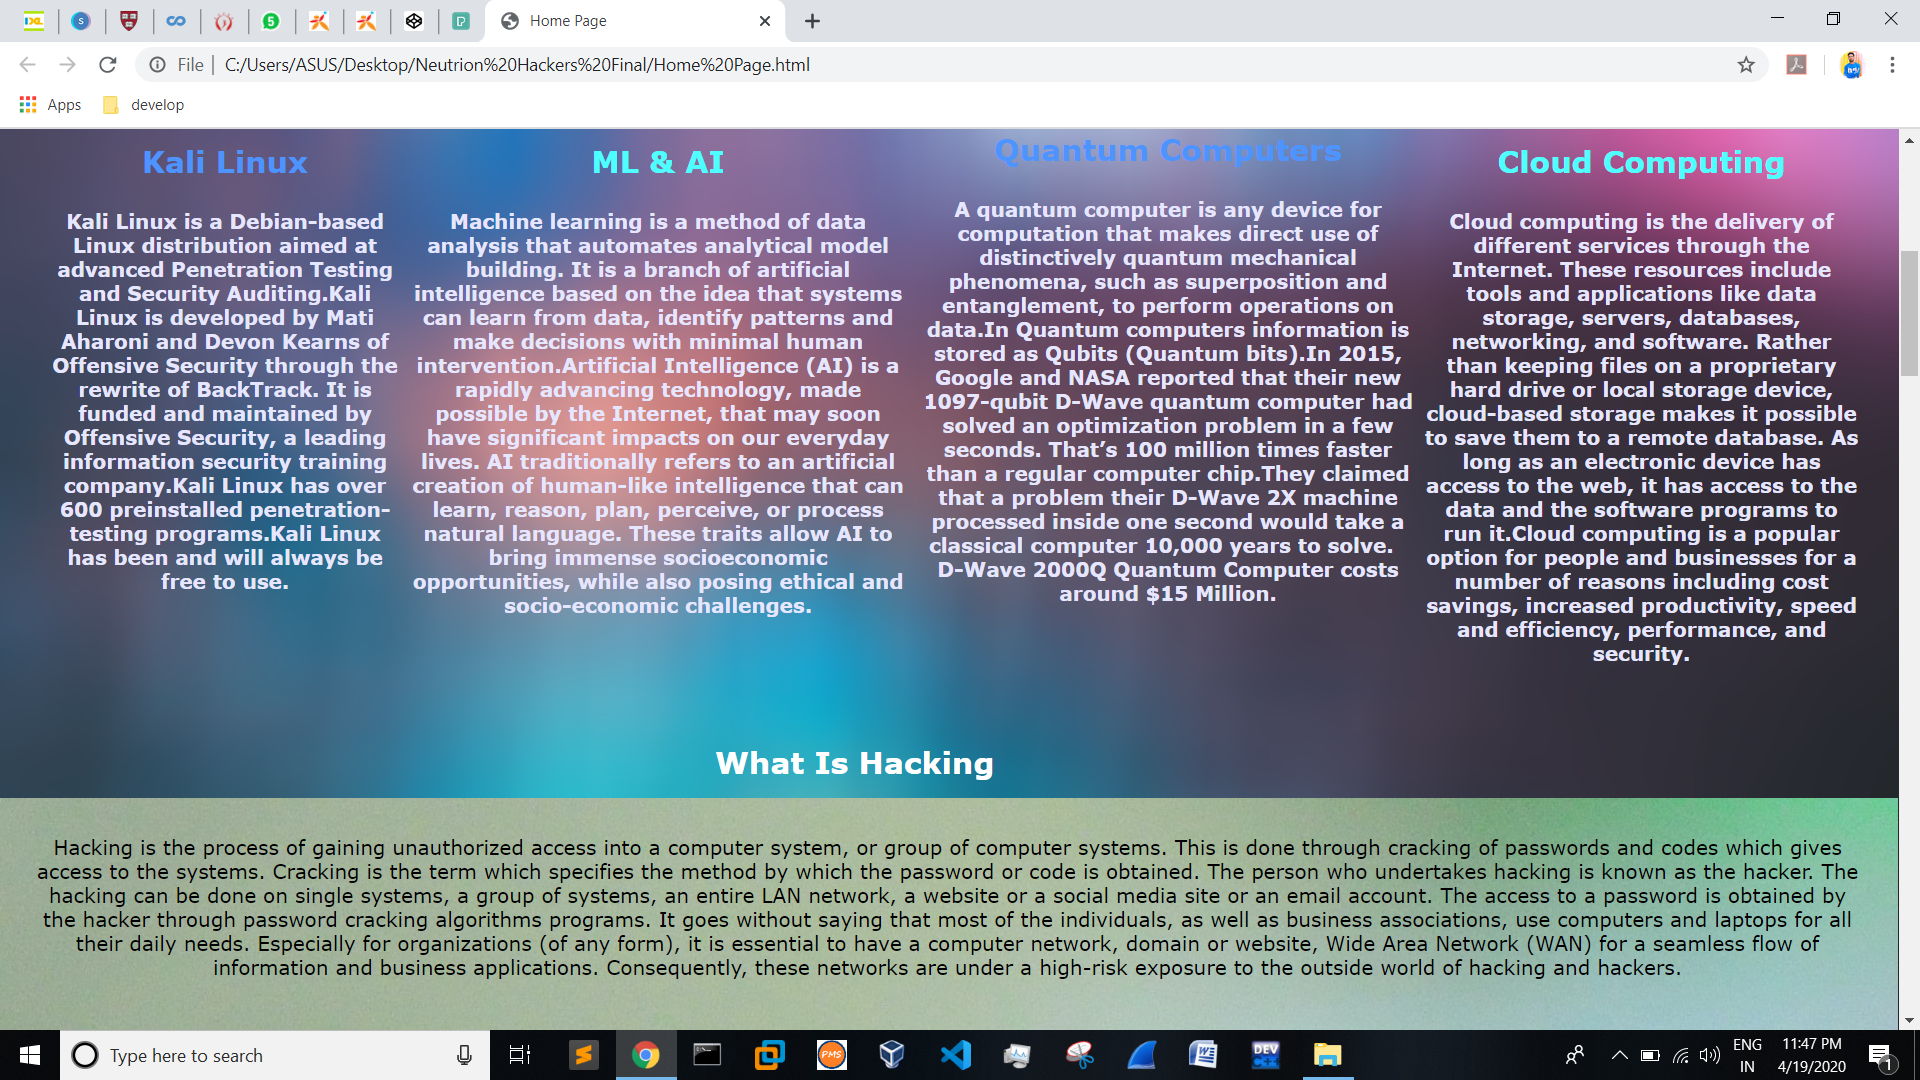 Home Page
File
C:/Users/ASUS/Desktop/Neutrion%20Hackers%20Final/Home%20Page.html
Apps
develop
Kali Linux
Kali Linux is a Debian-based
Linux distribution aimed at
advanced Penetration Testing
and Security Auditing.Kali
Linux is developed by Mati
Aharoni and Devon Kearns of
Offensive Security through the
rewrite of BackTrack. It is
funded and maintained by
Offensive Security, a leading
information security training
company.Kali Linux has over
600 preinstalled penetration-
testing programs.Kali Linux
has been and will always be
free to use.
ML & AI
Machine learning is a method of data
analysis that automates analytical model
building. It is a branch of artificial
intelligence based on the idea that systems
can learn from data, identify patterns and
make decisions with minimal human
intervention.Artificial Intelligence (AI) is a
rapidly advancing technology, made
possible by the Internet, that may soon
have significant impacts on our everyday
lives. AI traditionally refers to an artificial
creation of human-like intelligence that can
learn, reason, plan, perceive, or process
natural language. These traits allow AI to
bring immense socioeconomic
opportunities, while also posing ethical and
socio-economic challenges.
Quantum Computers
A quantum computer is any device for
computation that makes direct use of
distinctively quantum mechanical
phenomena, such as superposition and
entanglement, to perform operations on
data.In Quantum computers information is
stored as Qubits (Quantum bits).In 2015,
Google and NASA reported that their new
1097-qubit D-Wave quantum computer had
solved an optimization problem in a few
seconds. That’s 100 million times faster
than a regular computer chip.They claimed
that a problem their D-Wave 2X machine
processed inside one second would take a
classical computer 10,000 years to solve.
D-Wave 2000Q Quantum Computer costs
around $15 Million.
Cloud Computing
Cloud computing is the delivery of
different services through the
Internet. These resources include
tools and applications like data
storage, servers, databases,
networking, and software. Rather
than keeping files on a proprietary
hard drive or local storage device,
cloud-based storage makes it possible
to save them to a remote database. As
long as an electronic device has
access to the web, it has access to the
data and the software programs to
run it.Cloud computing is a popular
option for people and businesses for a
number of reasons including cost
savings, increased productivity, speed
and efficiency, performance, and
security.
What Is Hacking
Hacking is the process of gaining unauthorized access into a computer system, or group of computer systems. This is done through cracking of passwords and codes which gives
access to the systems. Cracking is the term which specifies the method by which the password or code is obtained. The person who undertakes hacking is known as the hacker. The
hacking can be done on single systems, a group of systems, an entire LAN network, a website or a social media site or an email account. The access to a password is obtained by
the hacker through password cracking algorithms programs. It goes without saying that most of the individuals, as well as business associations, use computers and laptops for all
their daily needs. Especially for organizations (of any form), it is essential to have a computer network, domain or website, Wide Area Network (WAN) for a seamless flow of
information and business applications. Consequently, these networks are under a high-risk exposure to the outside world of hacking and hackers.
Type here to search
PMS
DEV
ENG
IN
11:47 PM
4/19/2020
1